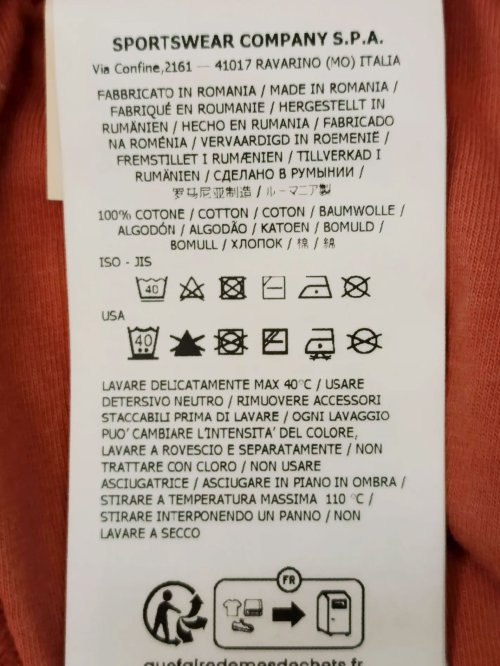 SPORTSWEAR COMPANY S.P.A.
Via Confine,2161 — 41017 RAVARINO (MO) ITALIA
FABBRICATO IN ROMANIA / MADE IN ROMANIA /
FABRIQUÉ EN ROUMANIE / HERGESTELLT IN
RUMÄNIEN / HECHO EN RUMANIA / FABRICADO
NA ROMÉNIA / VERVAARDIGD IN ROEMENIË /
FREMSTILLET I RUMÆNIEN / TILLVERKAD I
RUMÄNIEN / СДЕЛАНО В РУМЫНИИ /
罗马尼亚制造 / ルーマニア製
100% COTONE / COTTON / COTON / BAUMWOLLE /
ALGODÓN / ALGODÃO / KATOEN / BOMULD /
BOMULL / ХЛОПОК / 棉 / 綿
ISO - JIS
40
USA
40
LAVARE DELICATAMENTE MAX 40°C / USARE
DETERSIVO NEUTRO / RIMUOVERE ACCESSORI
STACCABILI PRIMA DI LAVARE / OGNI LAVAGGIO
PUO' CAMBIARE L'INTENSITA' DEL COLORE,
LAVARE A ROVESCIO E SEPARATAMENTE / NON
TRATTARE CON CLORO / NON USARE
ASCIUGATRICE / ASCIUGARE IN PIANO IN OMBRA /
STIRARE A TEMPERATURA MASSIMA 110 °C /
STIRARE INTERPONENDO UN PANNO / NON
LAVARE A SECCO
FR
quefairedemesdechets.fr